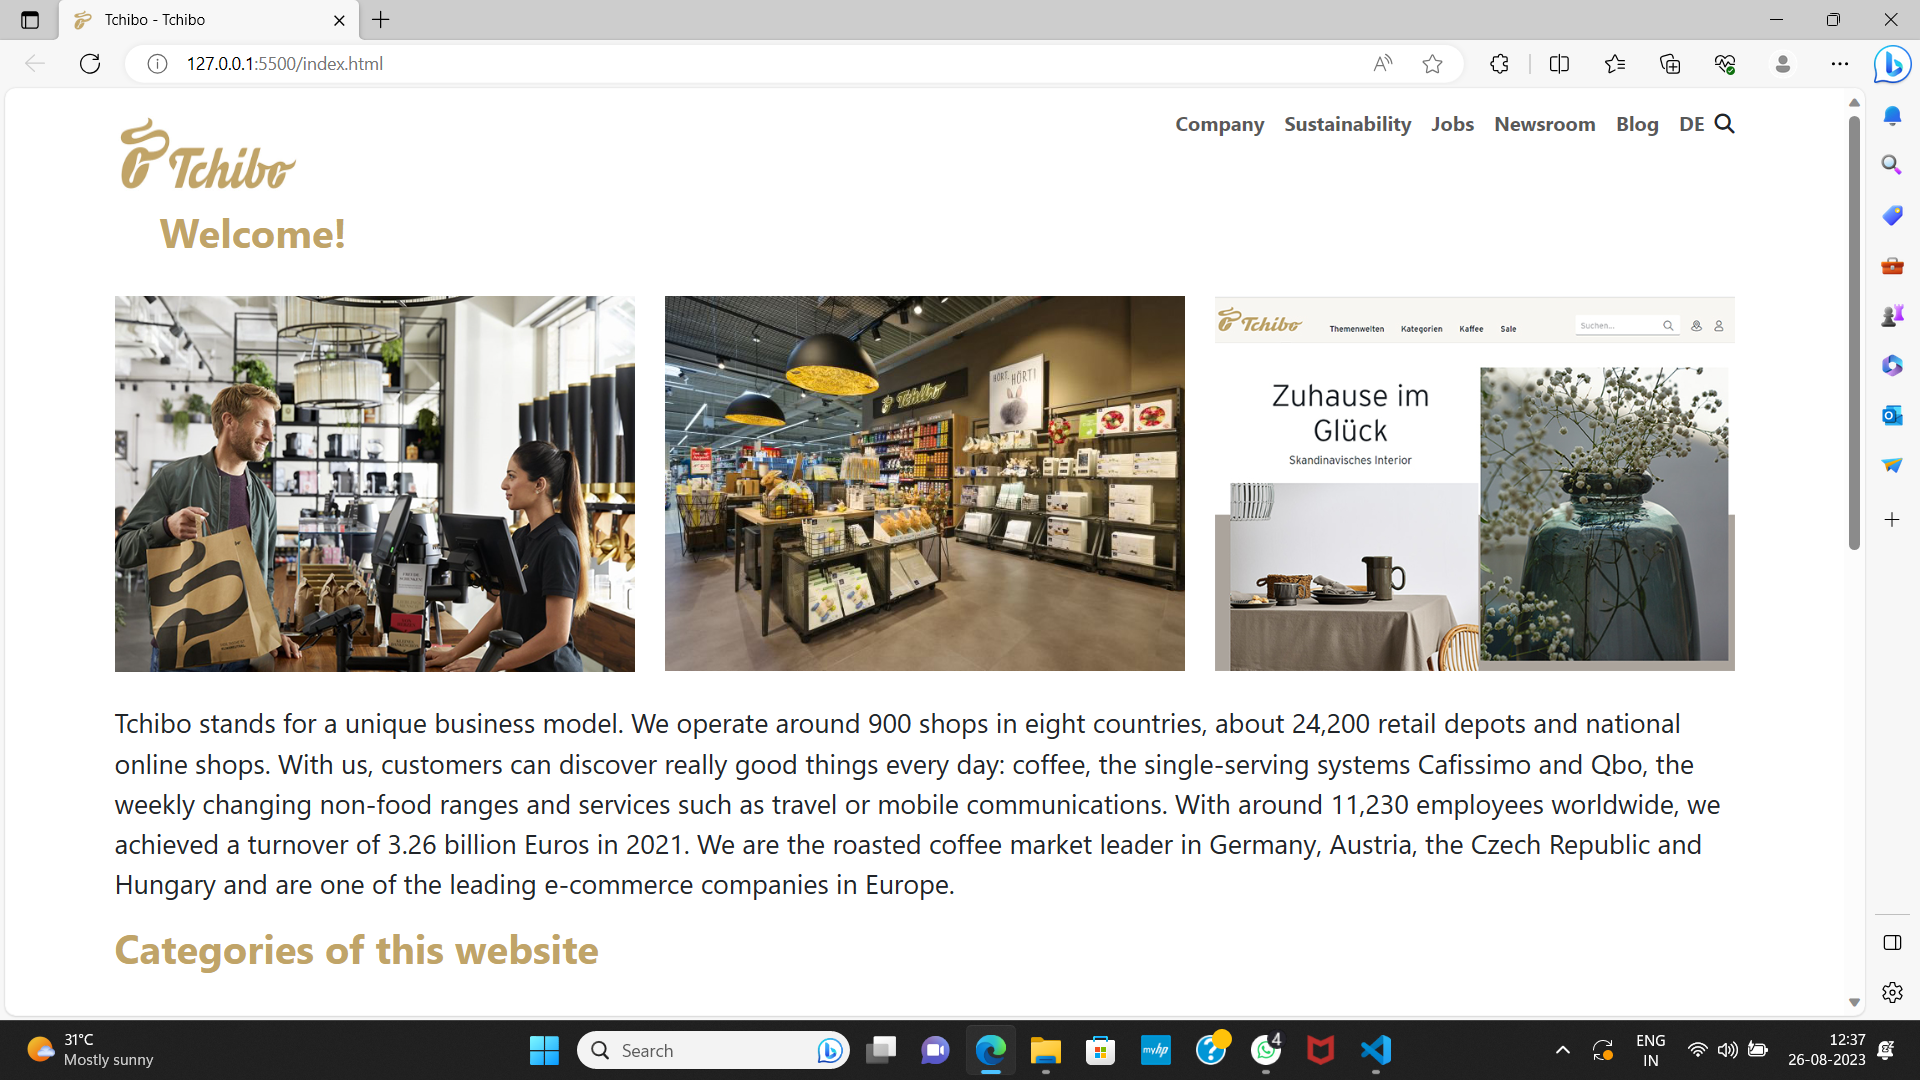 Tchibo - Tchibo
127.0.0.1:5500/index.html
Tchibo
Company Sustainability Jobs Newsroom Blog DE
Welcome!
Tchibo
HÖRT, HÖRT!
Tchibo Themenwelten Kategorien Kaffee Sale Suchen...
Zuhause im
Glück
Skandinavisches Interior
Tchibo stands for a unique business model. We operate around 900 shops in eight countries, about 24,200 retail depots and national
online shops. With us, customers can discover really good things every day: coffee, the single-serving systems Cafissimo and Qbo, the
weekly changing non-food ranges and services such as travel or mobile communications. With around 11,230 employees worldwide, we
achieved a turnover of 3.26 billion Euros in 2021. We are the roasted coffee market leader in Germany, Austria, the Czech Republic and
Hungary and are one of the leading e-commerce companies in Europe.
Categories of this website
31°C
Mostly sunny
Search
myhp
4
ENG
IN
12:37
26-08-2023